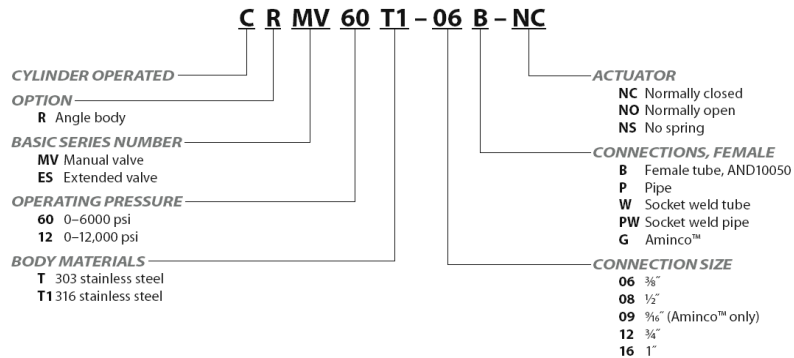 C R MV 60 T1 – 06 B – NC
CYLINDER OPERATED
OPTION
R Angle body
BASIC SERIES NUMBER
MV Manual valve
ES Extended valve
OPERATING PRESSURE
60 0–6000 psi
12 0–12,000 psi
BODY MATERIALS
T 303 stainless steel
T1 316 stainless steel
ACTUATOR
NC Normally closed
NO Normally open
NS No spring
CONNECTIONS, FEMALE
B Female tube, AND10050
P Pipe
W Socket weld tube
PW Socket weld pipe
G Aminco™
CONNECTION SIZE
06 ⅜˝
08 ½˝
09 9⁄16˝ (Aminco™ only)
12 ¾˝
16 1˝